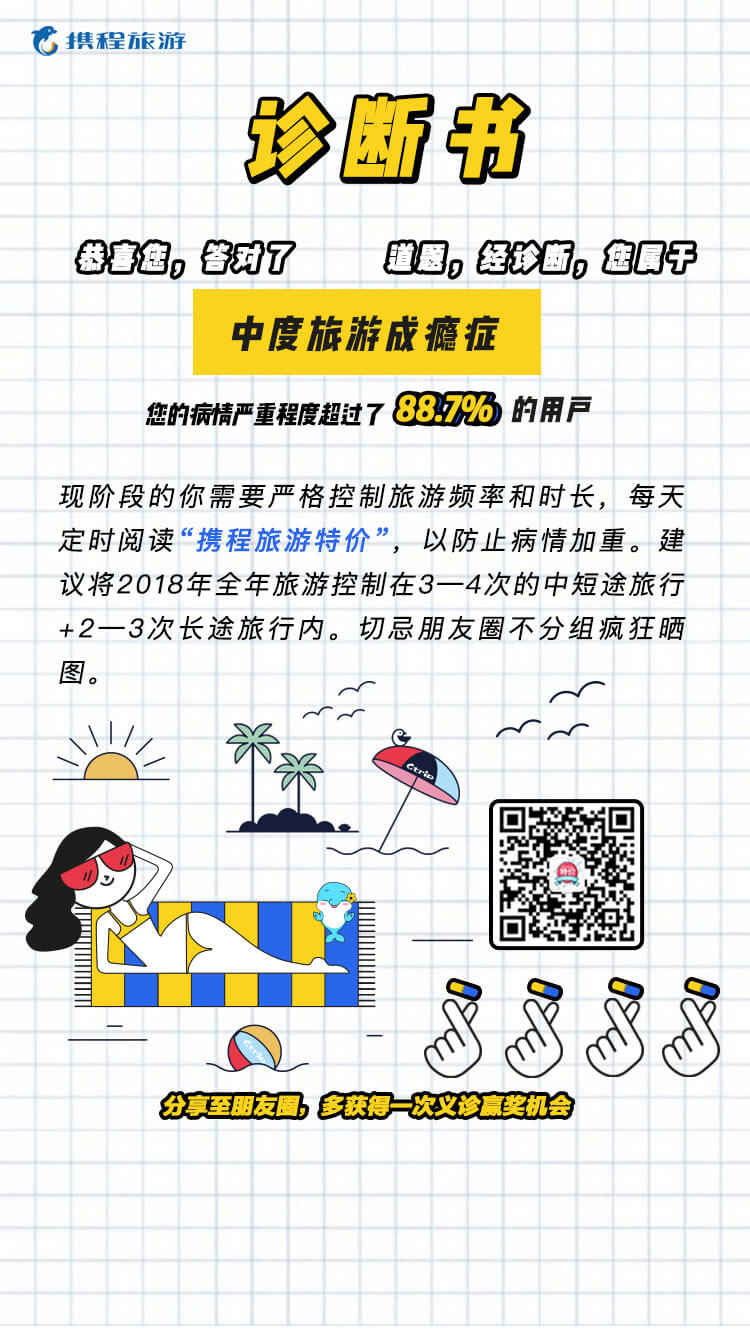 携程旅游
诊断书
恭喜您，答对了 道题，经诊断，您属于
中度旅游成瘾症
您的病情严重程度超过了 88.7% 的用户
现阶段的你需要严格控制旅游频率和时长，每天
定时阅读“携程旅游特价”，以防止病情加重。建
议将2018年全年旅游控制在3—4次的中短途旅行
+2—3次长途旅行内。切忌朋友圈不分组疯狂晒
图。
Ctrip
特价
Ctrip
分享至朋友圈，多获得一次义诊赢奖机会